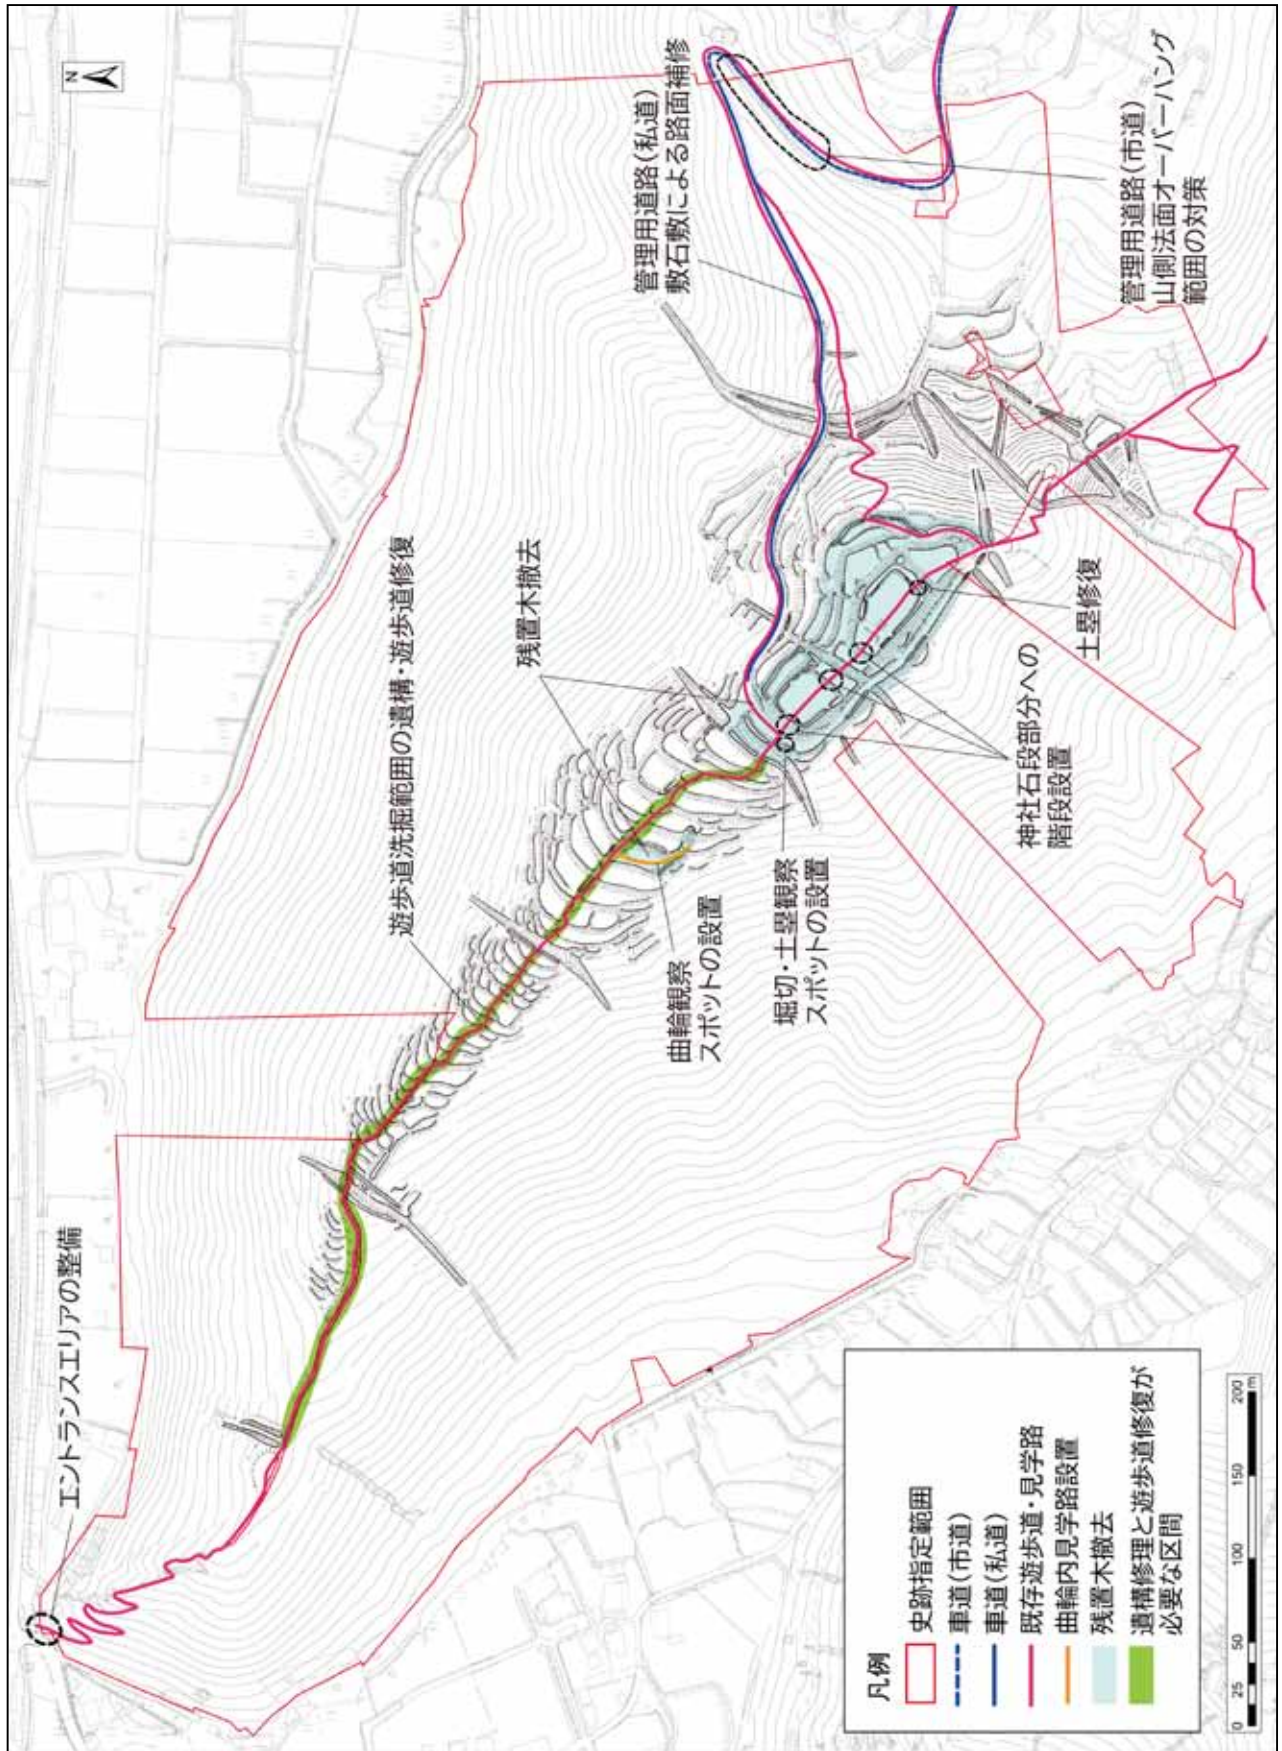 N
エントランスエリアの整備
遊歩道洗掘範囲の遺構・遊歩道修復
残置木撤去
管理用道路(私道)
敷石敷による路面補修
管理用道路(市道)
山側法面オーバーハング
範囲の対策
曲輪観察
スポットの設置
堀切・土塁観察
スポットの設置
神社石段部分への
階段設置
土塁修復
凡例
史跡指定範囲
車道(市道)
車道(私道)
既存遊歩道・見学路
曲輪内見学路設置
残置木撤去
遺構修理と遊歩道修復が
必要な区間
0 25 50 100 150 200
m